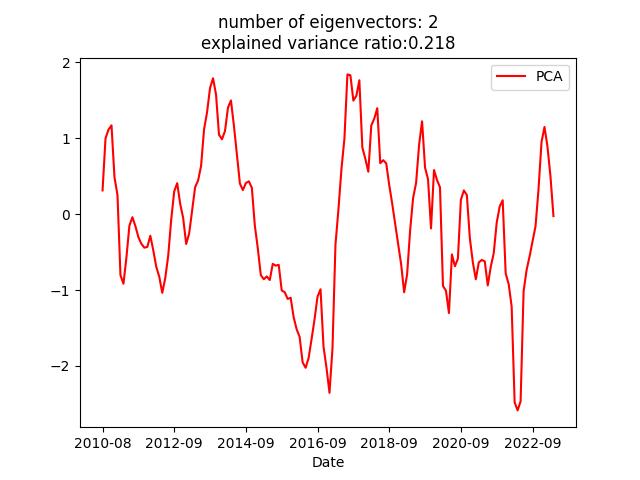 number of eigenvectors: 2
explained variance ratio:0.218
PCA
2
1
0
−1
−2
2010-08 2012-09 2014-09 2016-09 2018-09 2020-09 2022-09
Date